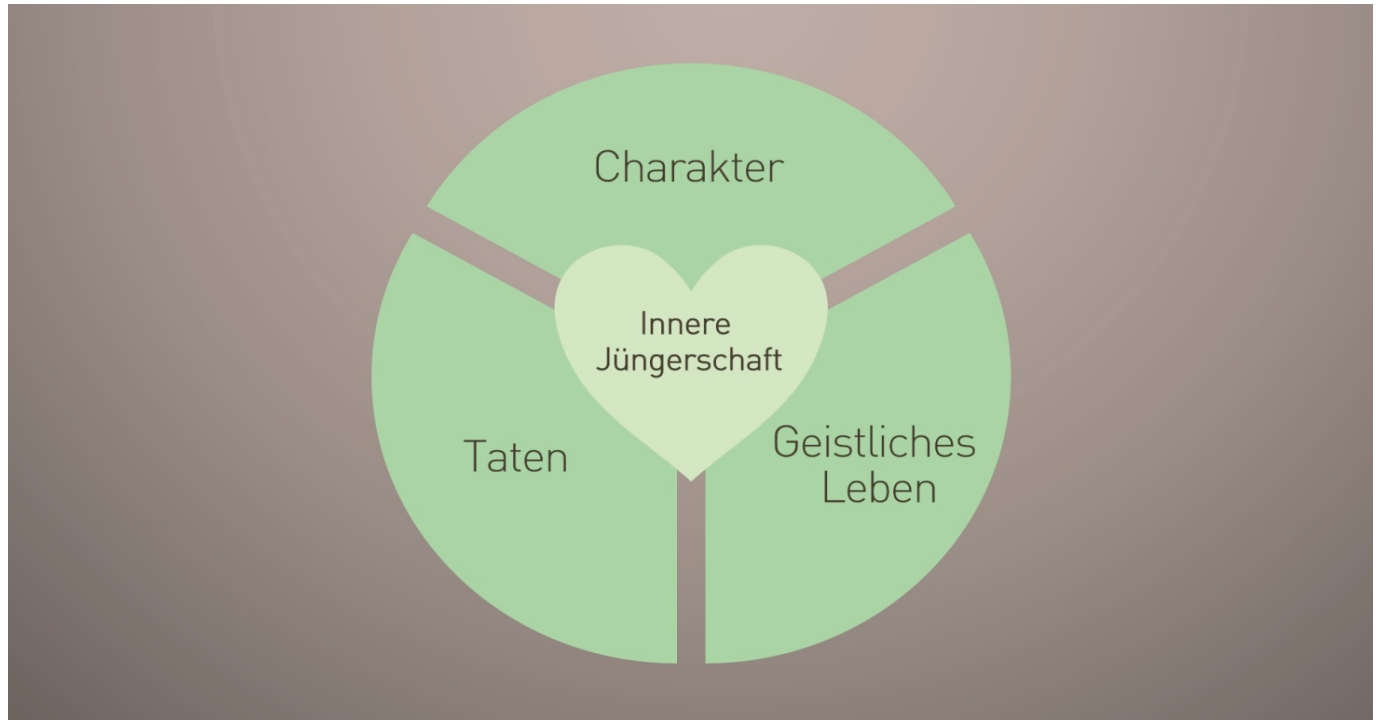 Charakter
Innere
Jüngerschaft
Taten
Geistliches
Leben